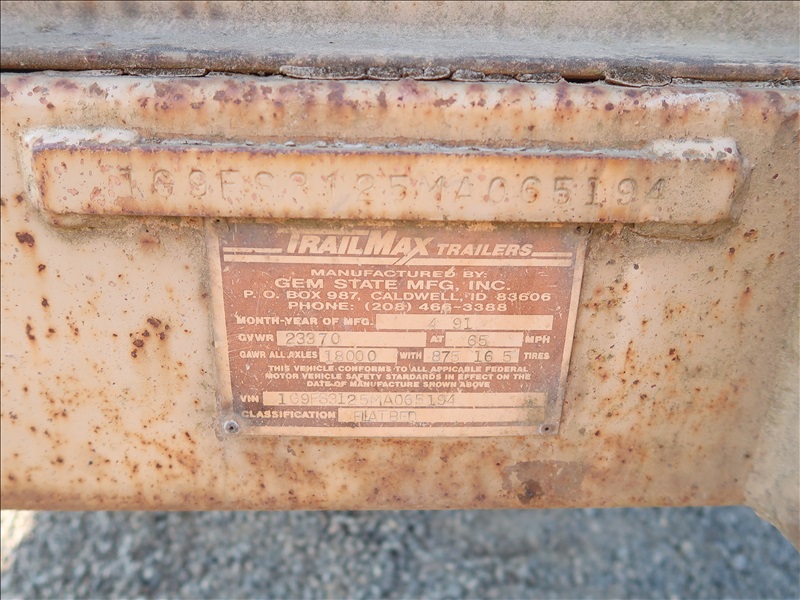 1G9FS3125MA065194
TRAILMAX TRAILERS
MANUFACTURED BY:
GEM STATE MFG, INC.
P. O. BOX 987, CALDWELL, ID 83606
PHONE: (208) 466-3388
MONTH-YEAR OF MFG. 4 91
GVWR 23370 AT 65 MPH
GAWR ALL AXLES 18000 WITH 875 16 5 TIRES
THIS VEHICLE CONFORMS TO ALL APPLICABLE FEDERAL
MOTOR VEHICLE SAFETY STANDARDS IN EFFECT ON THE
DATE OF MANUFACTURE SHOWN ABOVE
VIN 1G9FS3125MA065194
CLASSIFICATION FLATBED